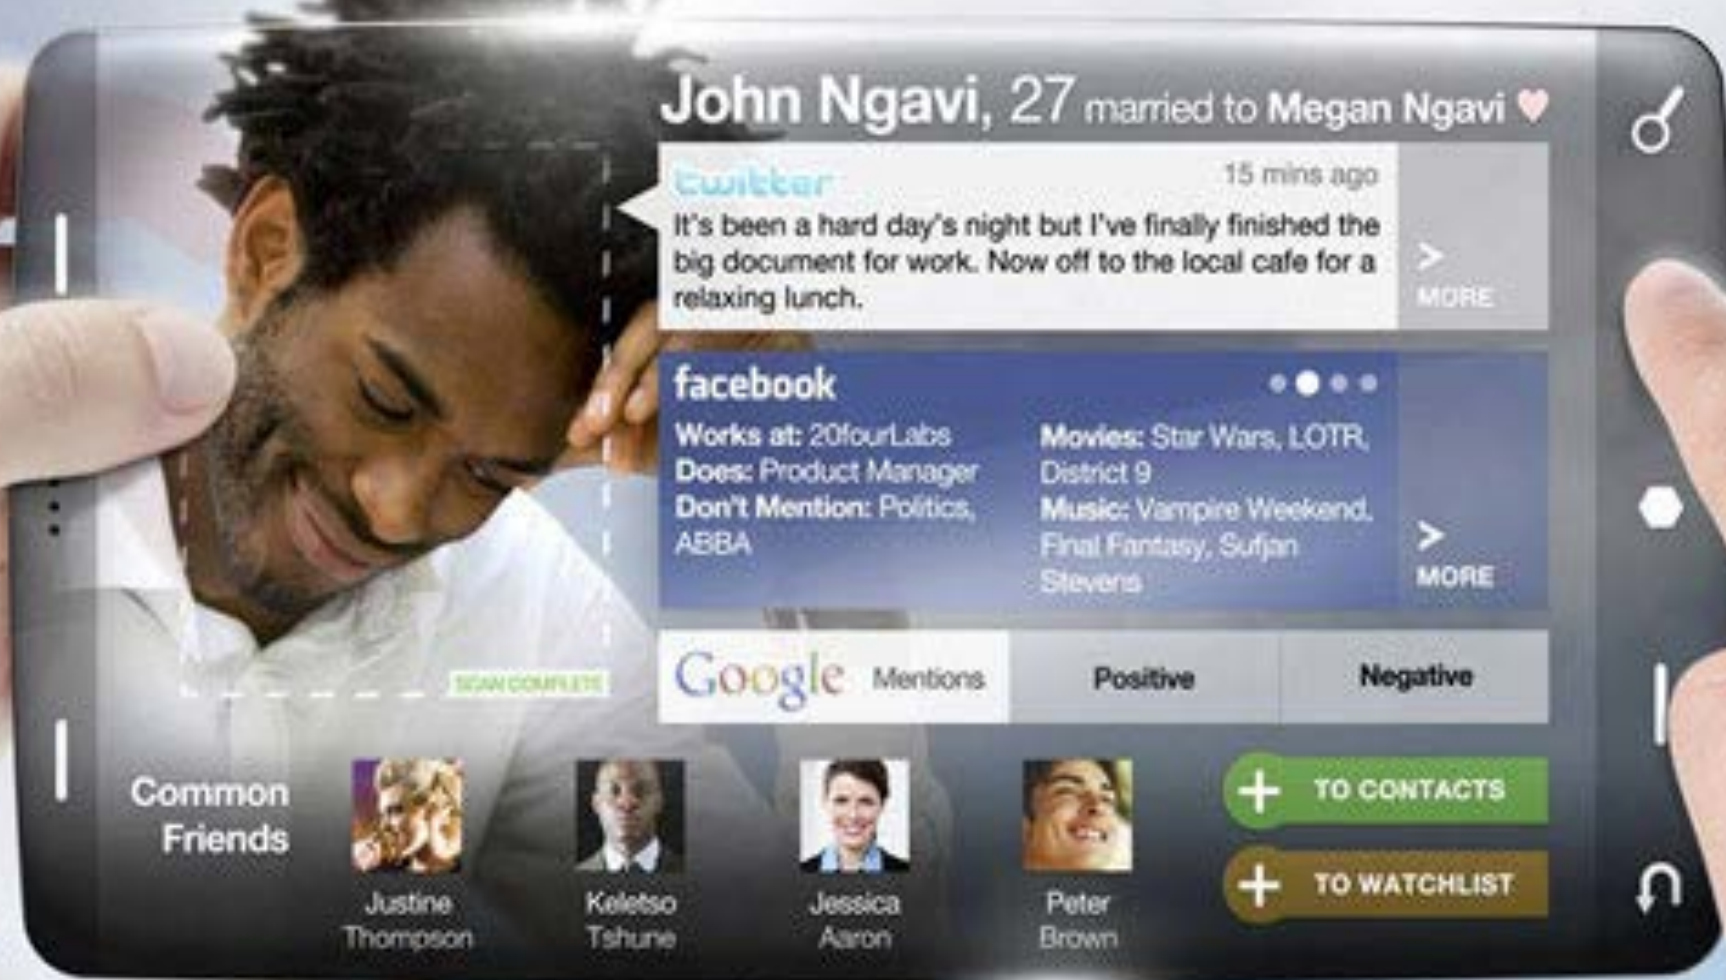 John Ngavi, 27 married to Megan Ngavi
twitter
15 mins ago
It's been a hard day's night but I've finally finished the
big document for work. Now off to the local cafe for a
relaxing lunch.
>
MORE
facebook
Works at: 20fourLabs
Does: Product Manager
Don't Mention: Politics,
ABBA
Movies: Star Wars, LOTR,
District 9
Music: Vampire Weekend,
Final Fantasy, Sufjan
Stevens
>
MORE
Google Mentions
Positive
Negative
SCAN COMPLETE
Common
Friends
Justine
Thompson
Keletso
Tshune
Jessica
Aaron
Peter
Brown
+ TO CONTACTS
+ TO WATCHLIST